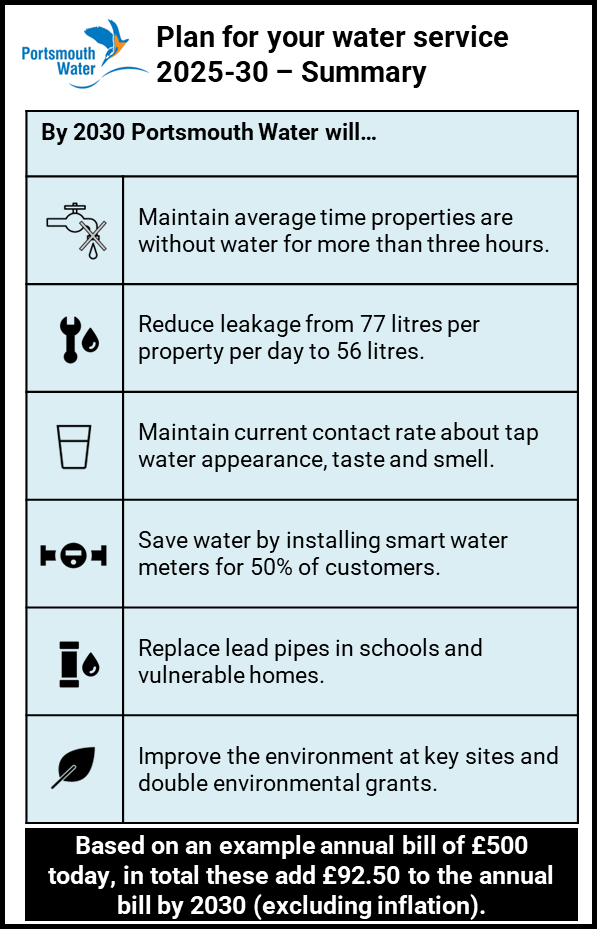 Portsmouth
Water
Plan for your water service
2025-30 – Summary
By 2030 Portsmouth Water will…
Maintain average time properties are
without water for more than three hours.
Reduce leakage from 77 litres per
property per day to 56 litres.
Maintain current contact rate about tap
water appearance, taste and smell.
Save water by installing smart water
meters for 50% of customers.
Replace lead pipes in schools and
vulnerable homes.
Improve the environment at key sites and
double environmental grants.
Based on an example annual bill of £500
today, in total these add £92.50 to the annual
bill by 2030 (excluding inflation).